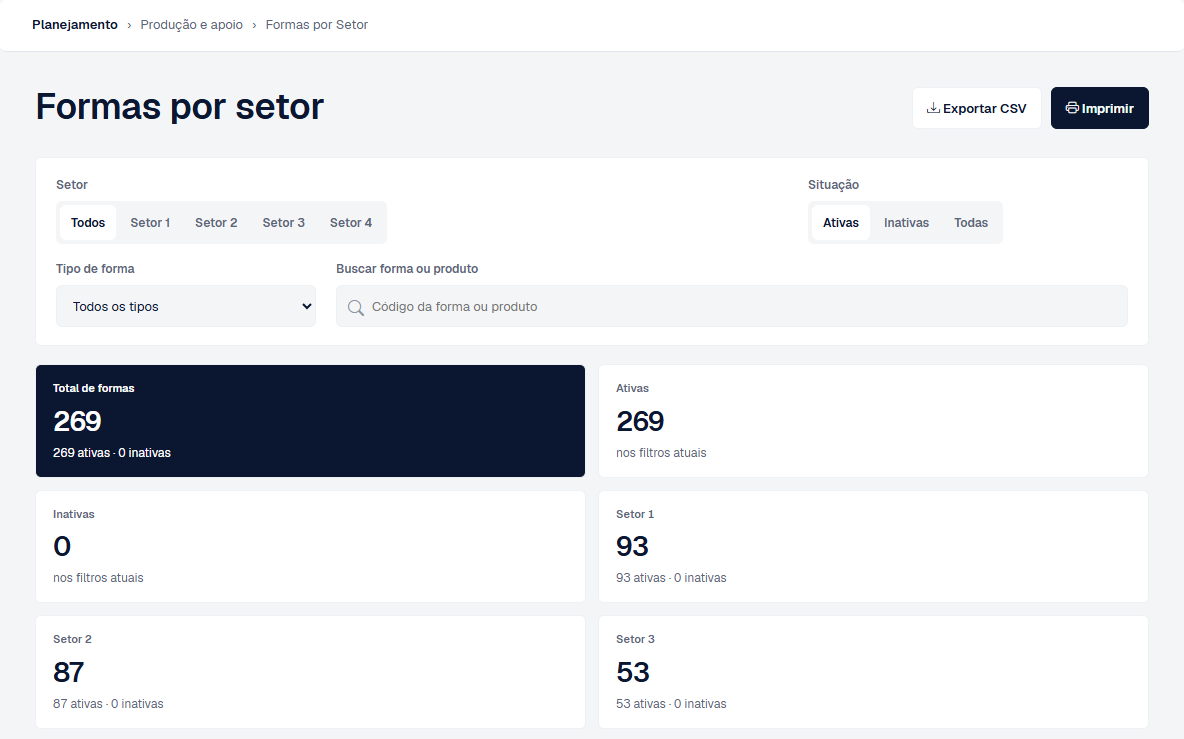 Planejamento › Produção e apoio › Formas por Setor
Formas por setor
Exportar CSV
Imprimir
Setor
Todos Setor 1 Setor 2 Setor 3 Setor 4
Situação
Ativas Inativas Todas
Tipo de forma
Todos os tipos
Buscar forma ou produto
Código da forma ou produto
Total de formas
269
269 ativas · 0 inativas
Ativas
269
nos filtros atuais
Inativas
0
nos filtros atuais
Setor 1
93
93 ativas · 0 inativas
Setor 2
87
87 ativas · 0 inativas
Setor 3
53
53 ativas · 0 inativas